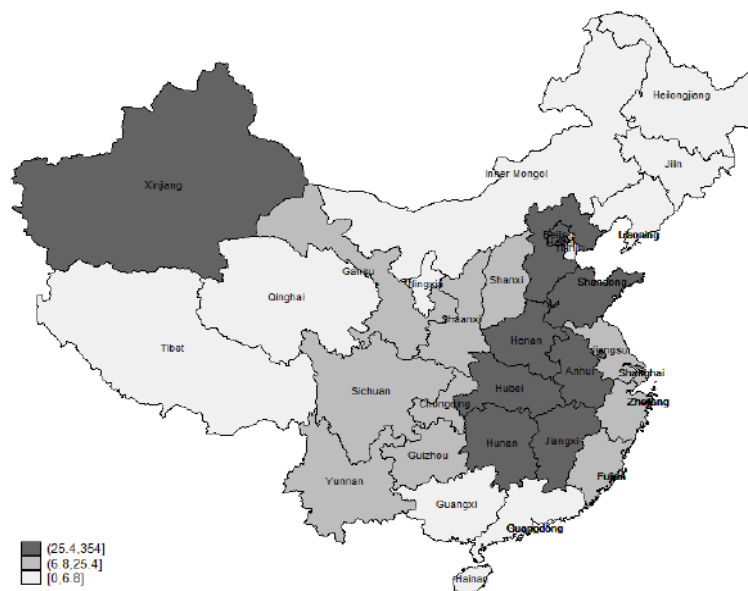 Heilongjiang
Jilin
Inner Mongol
Xinjiang
Liaoning
Beijing
Tianjin
Gansu
Ningxia
Shanxi
Shandong
Qinghai
Shaanxi
Henan
Jiangsu
Tibet
Anhui
Shanghai
Sichuan
Hubei
Chongqing
Zhejiang
Hunan
Jiangxi
Guizhou
Yunnan
Fujian
Guangxi
Guangdong
Hainan
(25.4,354]
(6.8,25.4]
[0,6.8]